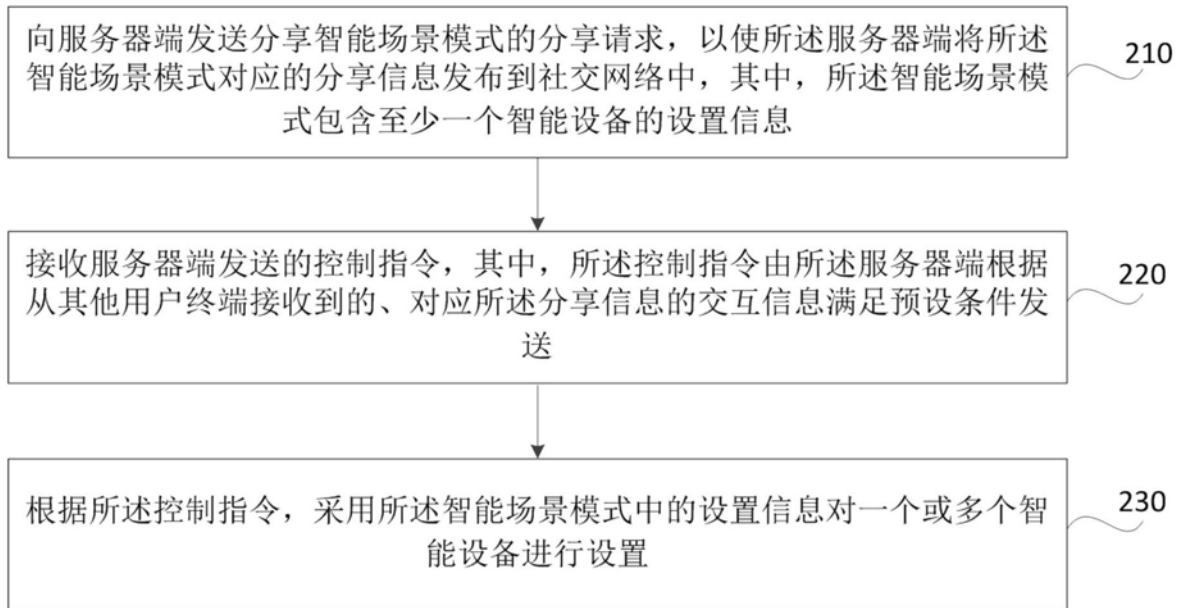 向服务器端发送分享智能场景模式的分享请求，以使所述服务器端将所述
智能场景模式对应的分享信息发布到社交网络中，其中，所述智能场景模
式包含至少一个智能设备的设置信息
210
接收服务器端发送的控制指令，其中，所述控制指令由所述服务器端根据
从其他用户终端接收到的、对应所述分享信息的交互信息满足预设条件发
送
220
根据所述控制指令，采用所述智能场景模式中的设置信息对一个或多个智
能设备进行设置
230